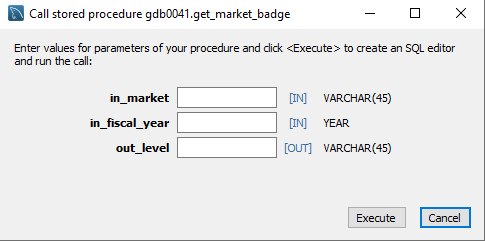 Call stored procedure gdb0041.get_market_badge
Enter values for parameters of your procedure and click <Execute> to create an SQL editor
and run the call:
in_market [IN] VARCHAR(45)
in_fiscal_year [IN] YEAR
out_level [OUT] VARCHAR(45)
Execute Cancel